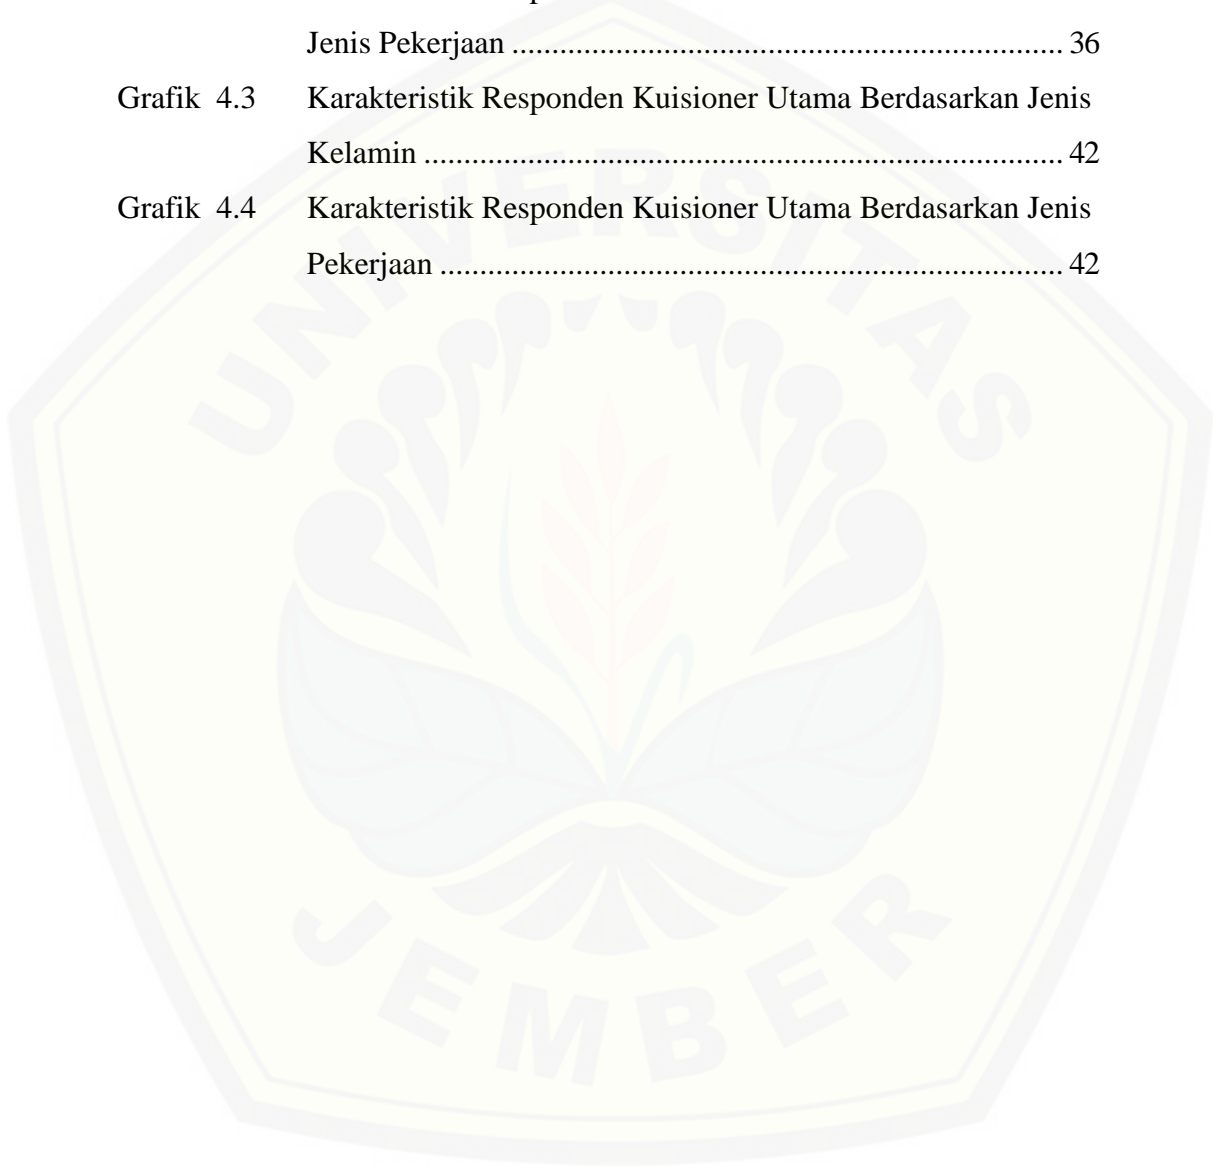 Jenis Pekerjaan ..................................................................... 36
Grafik 4.3 Karakteristik Responden Kuisioner Utama Berdasarkan Jenis
Kelamin ................................................................................ 42
Grafik 4.4 Karakteristik Responden Kuisioner Utama Berdasarkan Jenis
Pekerjaan .............................................................................. 42
UNIVERSITAS
JEMBER